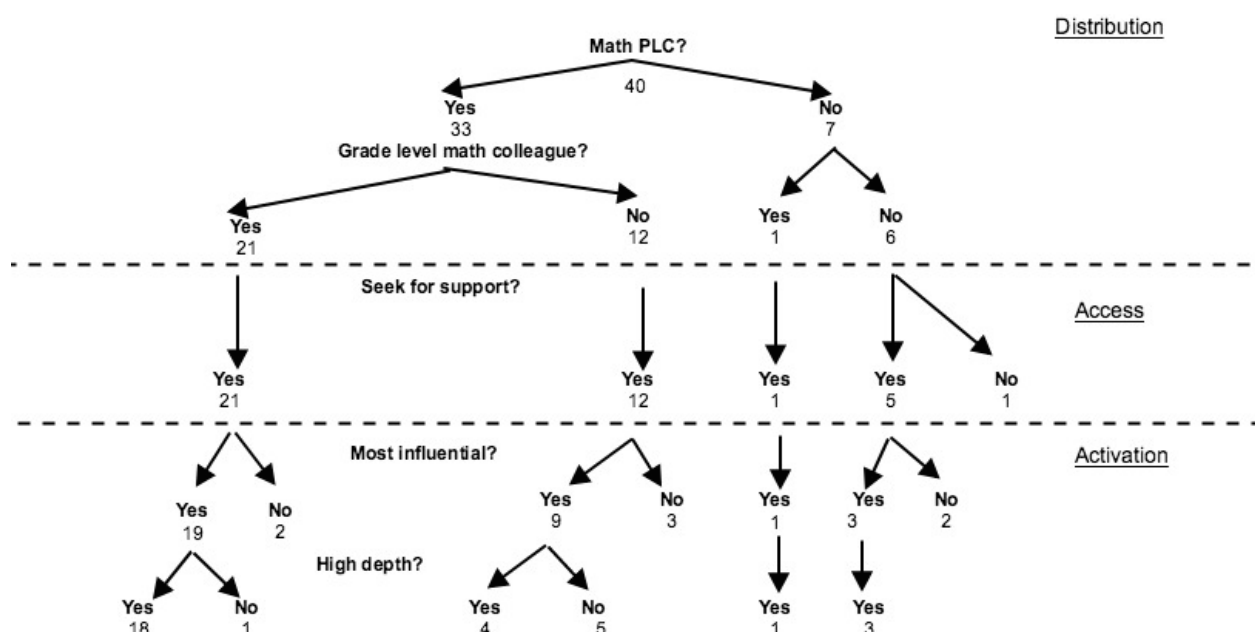 Distribution
Math PLC?
40
Yes No
33 7
Grade level math colleague?
Yes No Yes No
21 12 1 6
Seek for support?
Access
Yes Yes Yes Yes No
21 12 1 5 1
Most influential?
Activation
Yes No Yes No Yes Yes No
19 2 9 3 1 3 2
High depth?
Yes No Yes No Yes Yes
18 1 4 5 1 3